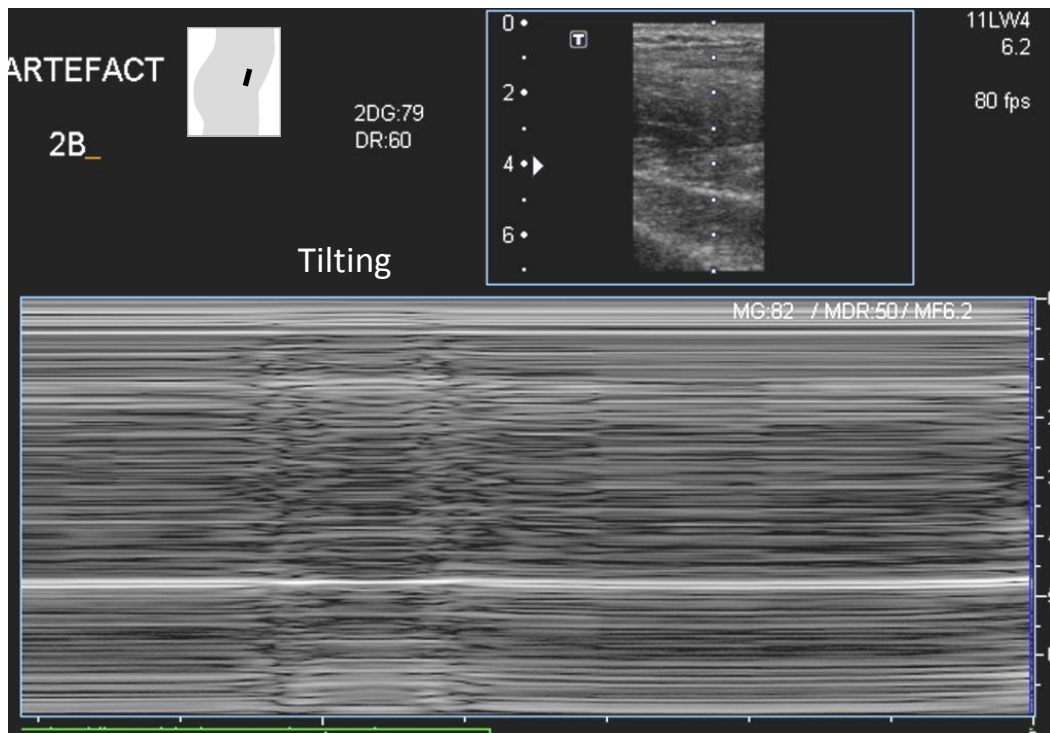 ARTEFACT
2B_
2DG:79
DR:60
0
T
2
4
6
11LW4
6.2
80 fps
Tilting
MG:82 / MDR:50 / MF6.2